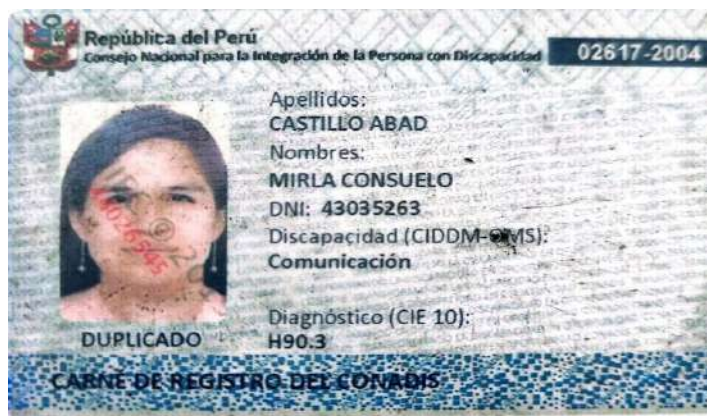 República del Perú
Consejo Nacional para la Integración de la Persona con Discapacidad
02617-2004
Apellidos:
CASTILLO ABAD
Nombres:
MIRLA CONSUELO
DNI: 43035263
Discapacidad (CIDDM-OMS):
Comunicación
Diagnóstico (CIE 10):
H90.3
DUPLICADO
CARNÉ DE REGISTRO DEL CONADIS